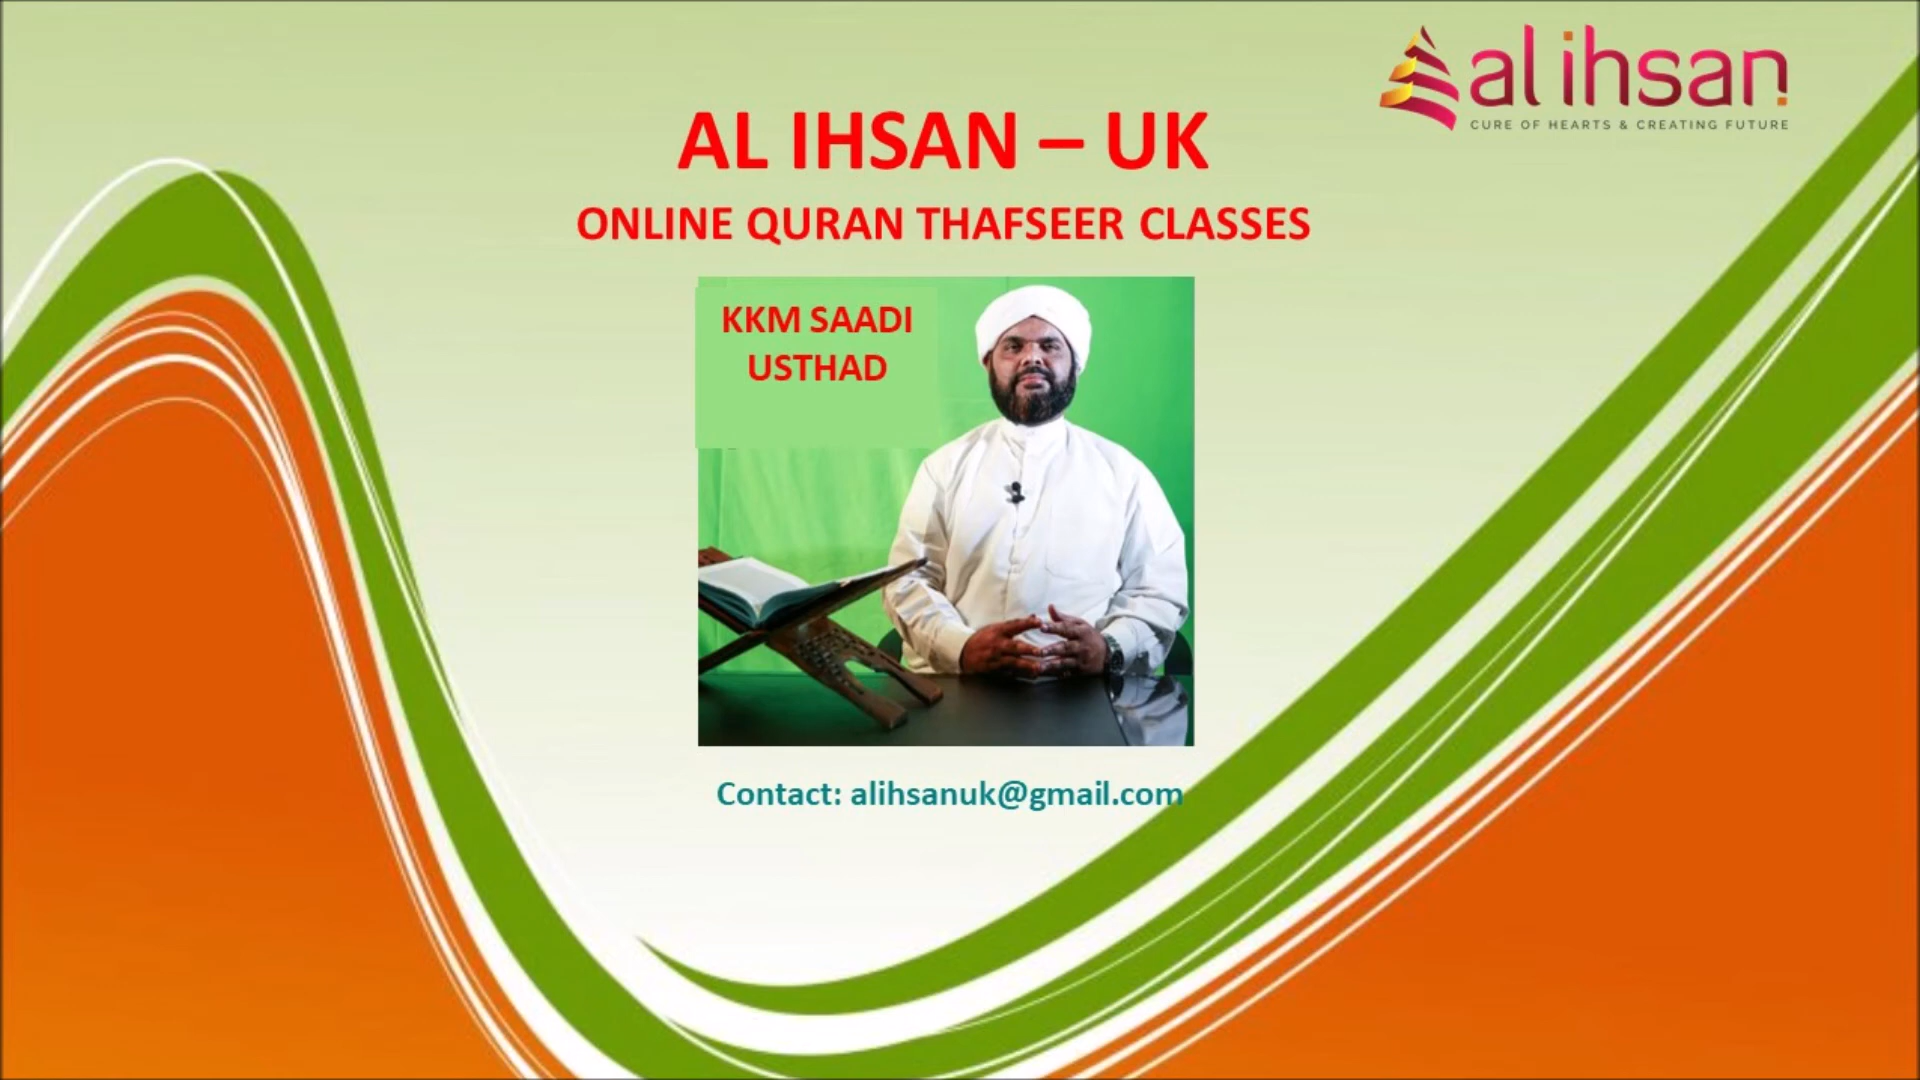 al ihsan
CURE OF HEARTS & CREATING FUTURE
AL IHSAN – UK
ONLINE QURAN THAFSEER CLASSES
KKM SAADI
USTHAD
Contact: alihsanuk@gmail.com